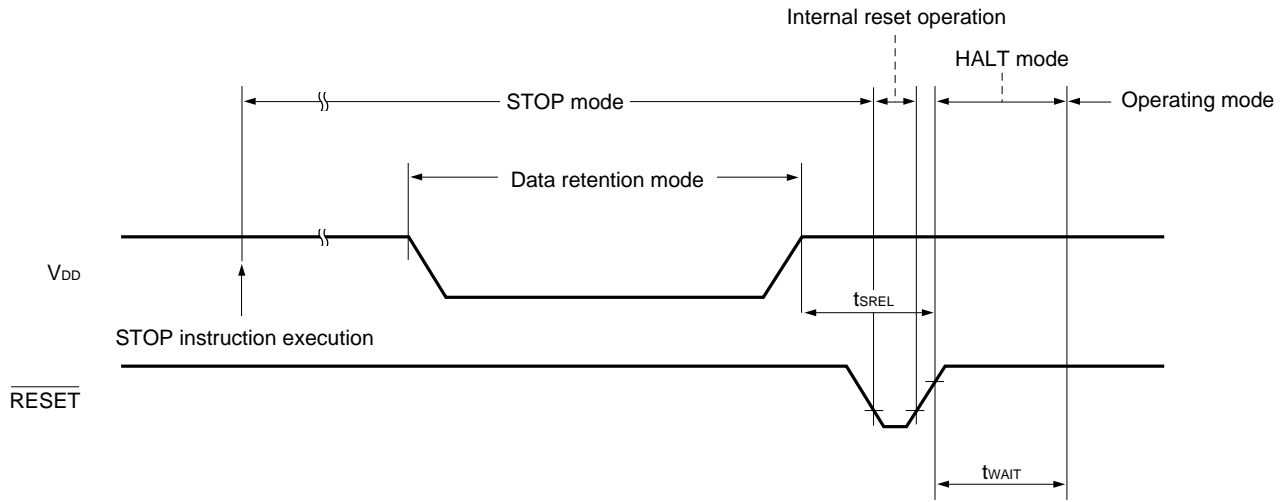 Internal reset operation
HALT mode
STOP mode
Operating mode
Data retention mode
VDD
tSREL
STOP instruction execution
RESET
tWAIT